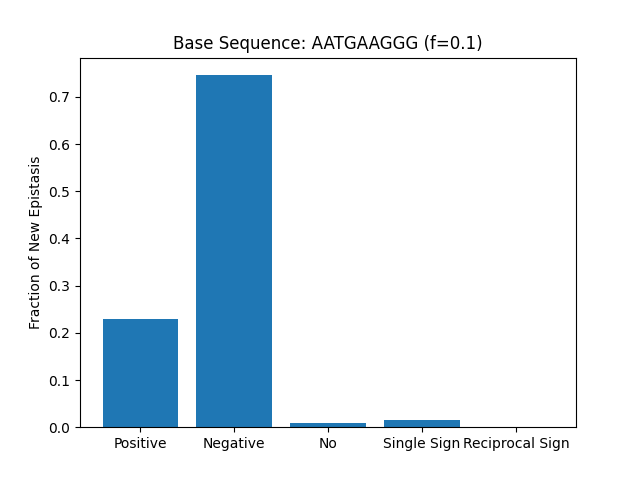 Base Sequence: AATGAAGGG (f=0.1)
Fraction of New Epistasis
0.7
0.6
0.5
0.4
0.3
0.2
0.1
0.0
Positive Negative No Single Sign Reciprocal Sign